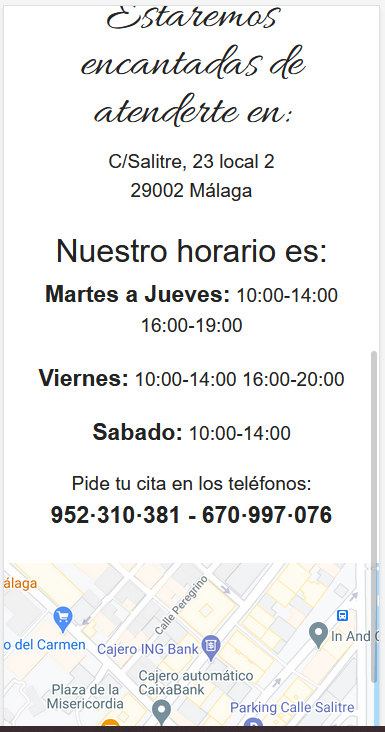 Estaremos
encantadas de
atenderte en:
C/Salitre, 23 local 2
29002 Málaga
Nuestro horario es:
Martes a Jueves: 10:00-14:00
16:00-19:00
Viernes: 10:00-14:00 16:00-20:00
Sabado: 10:00-14:00
Pide tu cita en los teléfonos:
952·310·381 - 670·997·076
álaga
Calle Peregrino
o del Carmen
Cajero ING Bank
In And C
Cajero automático
CaixaBank
Plaza de la
Misericordia
Parking Calle Salitre